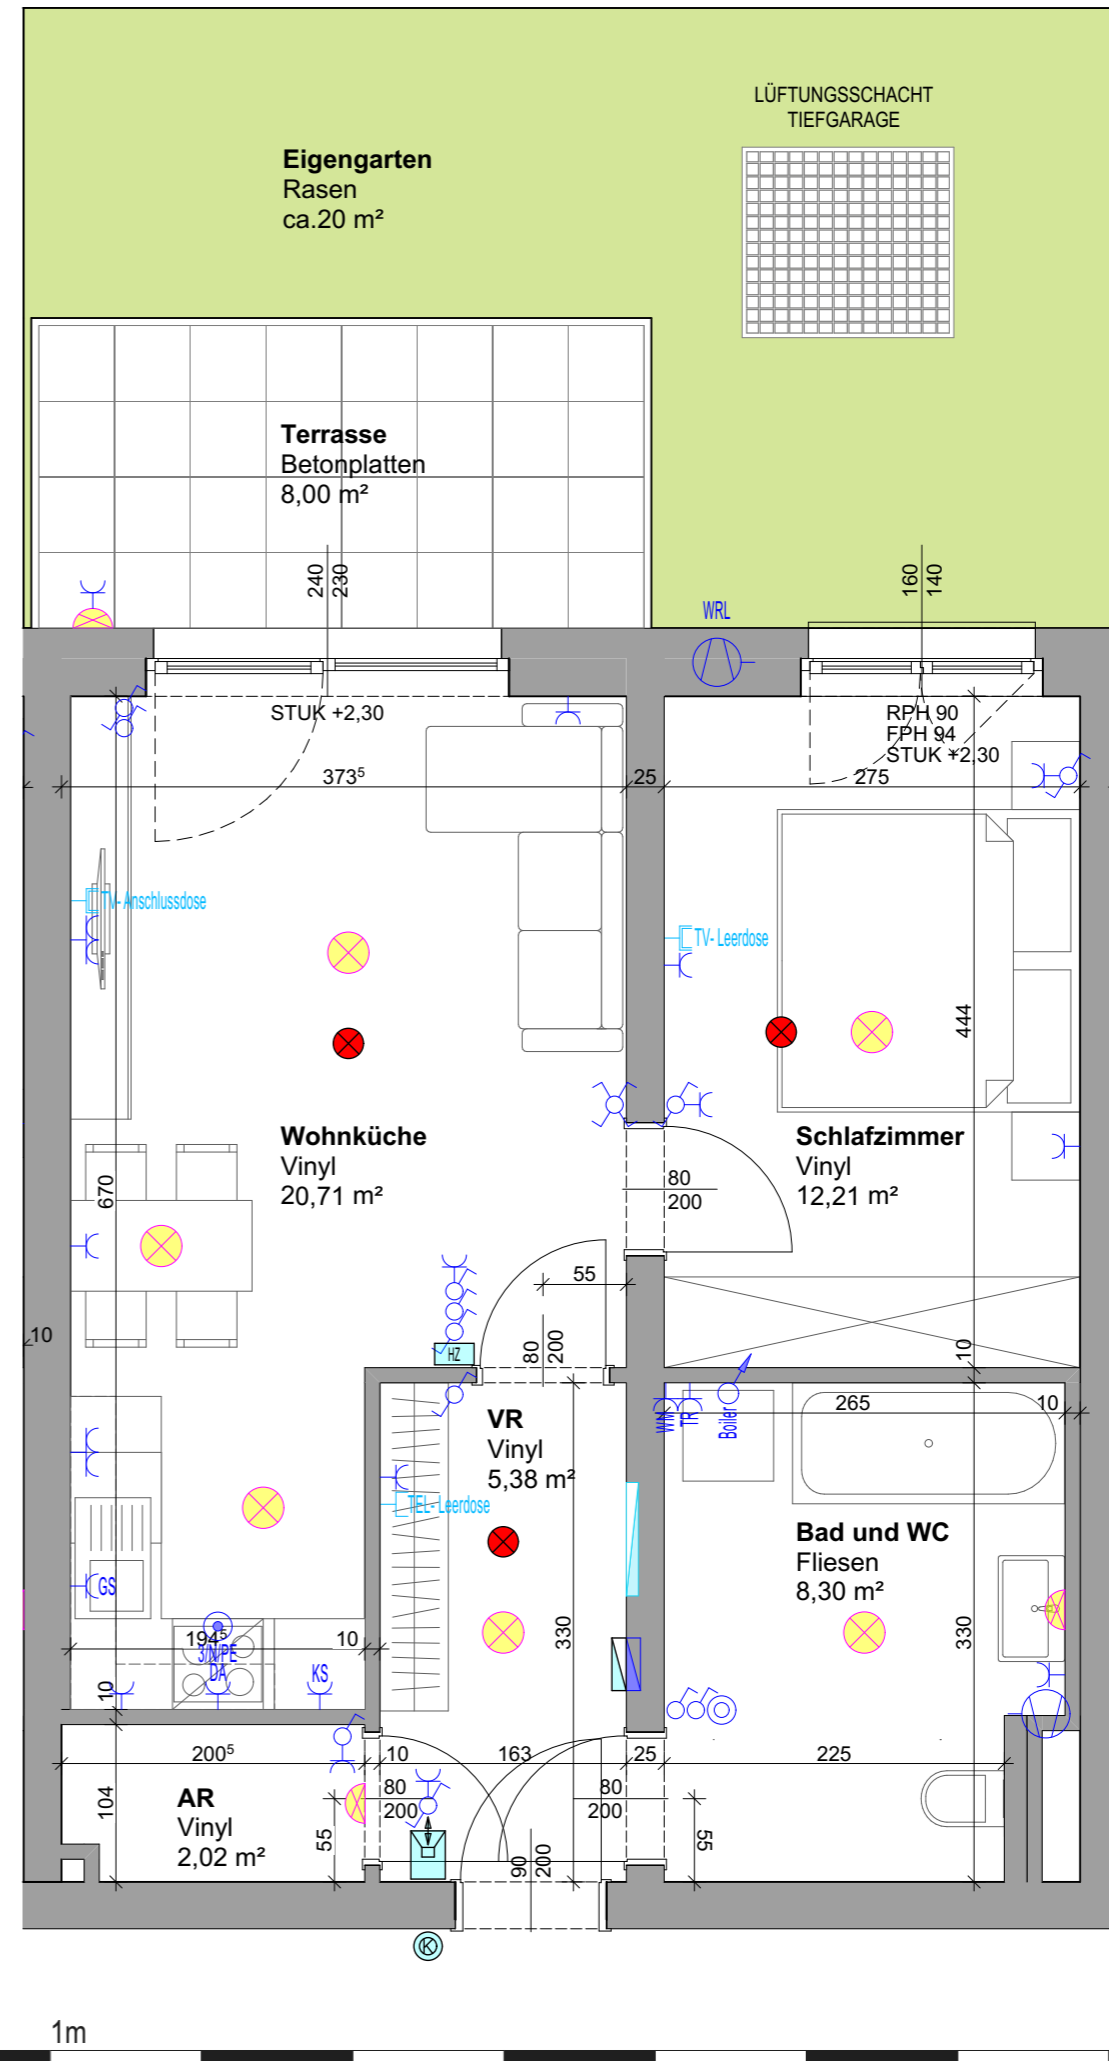 LÜFTUNGSSCHACHT
TIEFGARAGE
Eigengarten
Rasen
ca.20 m²
Terrasse
Betonplatten
8,00 m²
240
230
160
140
WRL
STUK +2,30
RPH 90
FPH 94
STUK +2,30
373⁵
25
275
TV- Anschlussdose
TV- Leerdose
444
Wohnküche
Vinyl
20,71 m²
Schlafzimmer
Vinyl
12,21 m²
670
80
200
55
80
200
10
HZ
10
VR
Vinyl
5,38 m²
WM
TR
Boiler
265
10
TEL- Leerdose
Bad und WC
Fliesen
8,30 m²
GS
194⁵
3/N/PE
DA
KS
10
330
330
10
200⁵
10
163
25
225
AR
Vinyl
2,02 m²
104
55
80
200
80
200
55
90
200
K
1m